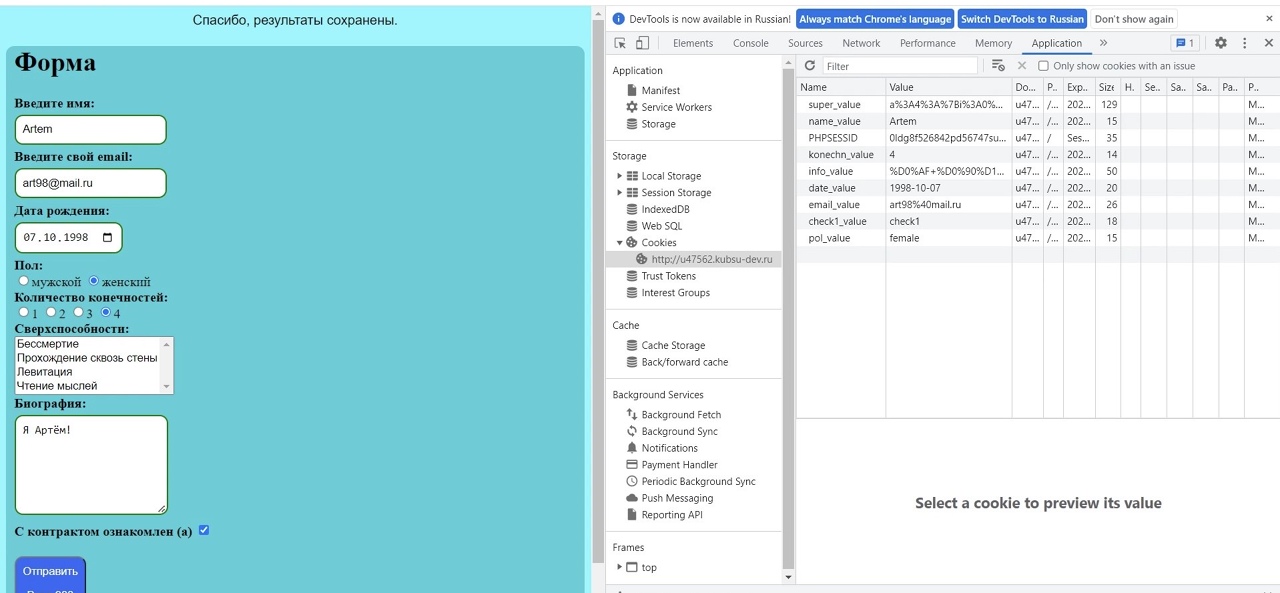 Спасибо, результаты сохранены.
Форма
Введите имя:
Artem
Введите свой email:
art98@mail.ru
Дата рождения:
07.10.1998
Пол:
мужской женский
Количество конечностей:
1 2 3 4
Сверхспособности:
Бессмертие
Прохождение сквозь стены
Левитация
Чтение мыслей
Биография:
Я Артём!
С контрактом ознакомлен (а)
Отправить
DevTools is now available in Russian! Always match Chrome's language Switch DevTools to Russian Don't show again
Elements Console Sources Network Performance Memory Application » 1
Application
Manifest
Service Workers
Storage
Storage
Local Storage
Session Storage
IndexedDB
Web SQL
Cookies
http://u47562.kubsu-dev.ru
Trust Tokens
Interest Groups
Cache
Cache Storage
Back/forward cache
Background Services
Background Fetch
Background Sync
Notifications
Payment Handler
Periodic Background Sync
Push Messaging
Reporting API
Frames
top
Filter Only show cookies with an issue
Name Value Do... P.. Exp... Size H. Se... Sa... Sa.. Pa... P..
super_value a%3A4%3A%7Bi%3A0%... u47... /... 202... 129 M...
name_value Artem u47... /... 202... 15 M...
PHPSESSID 0ldg8f526842pd56747su... u47... / Ses... 35 M...
konechn_value 4 u47... /... 202... 14 M...
info_value %D0%AF+%D0%90%D1... u47... /... 202... 50 M...
date_value 1998-10-07 u47... /... 202... 20 M...
email_value art98%40mail.ru u47... /... 202... 26 M...
check1_value check1 u47... /... 202... 18 M...
pol_value female u47... /... 202... 15 M...
Select a cookie to preview its value